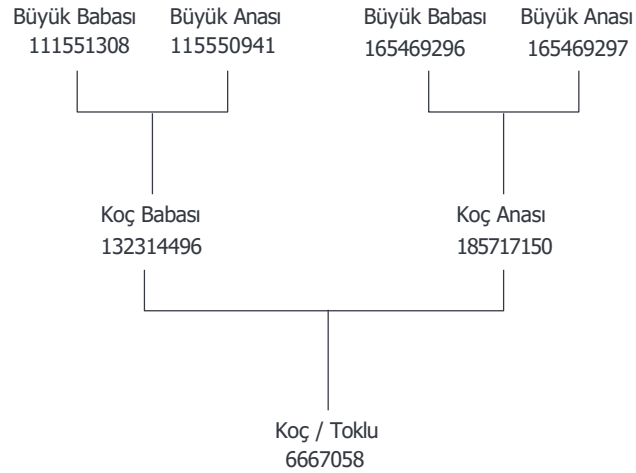 Büyük Babası Büyük Anası Büyük Babası Büyük Anası
111551308 115550941 165469296 165469297
Koç Babası Koç Anası
132314496 185717150
Koç / Toklu
6667058